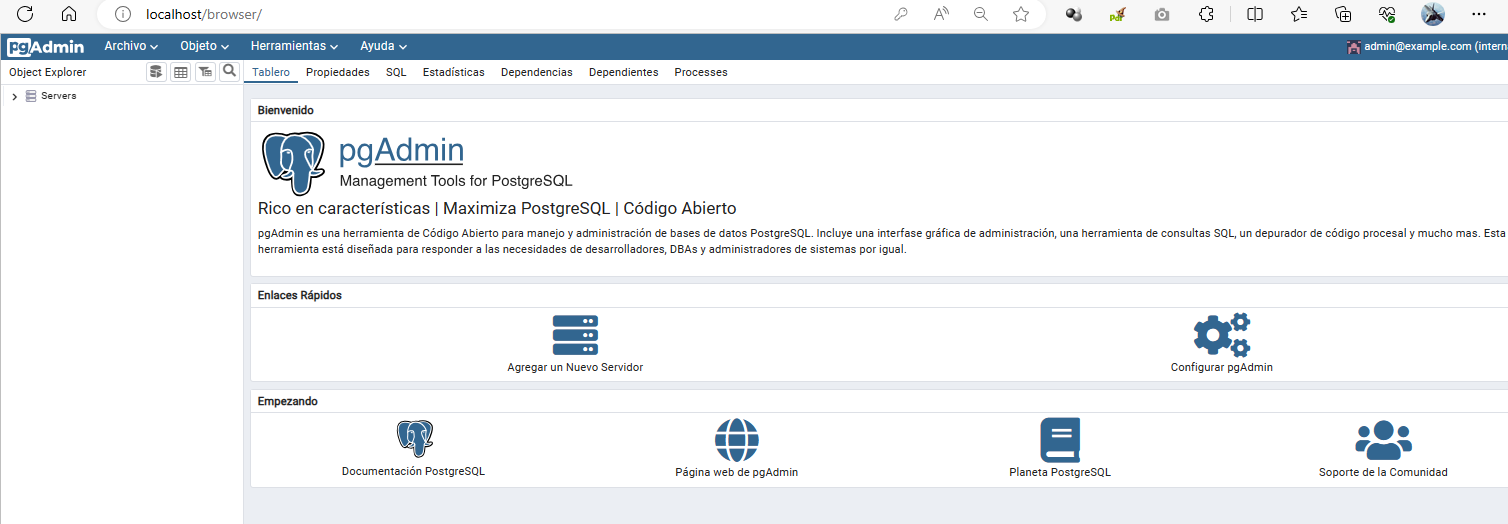 localhost/browser/
pgAdmin Archivo Objeto Herramientas Ayuda admin@example.com (interna
Object Explorer
Tablero Propiedades SQL Estadísticas Dependencias Dependientes Processes
Servers
Bienvenido
pgAdmin
Management Tools for PostgreSQL
Rico en características | Maximiza PostgreSQL | Código Abierto
pgAdmin es una herramienta de Código Abierto para manejo y administración de bases de datos PostgreSQL. Incluye una interfase gráfica de administración, una herramienta de consultas SQL, un depurador de código procesal y mucho mas. Esta
herramienta está diseñada para responder a las necesidades de desarrolladores, DBAs y administradores de sistemas por igual.
Enlaces Rápidos
Agregar un Nuevo Servidor Configurar pgAdmin
Empezando
Documentación PostgreSQL Página web de pgAdmin Planeta PostgreSQL Soporte de la Comunidad